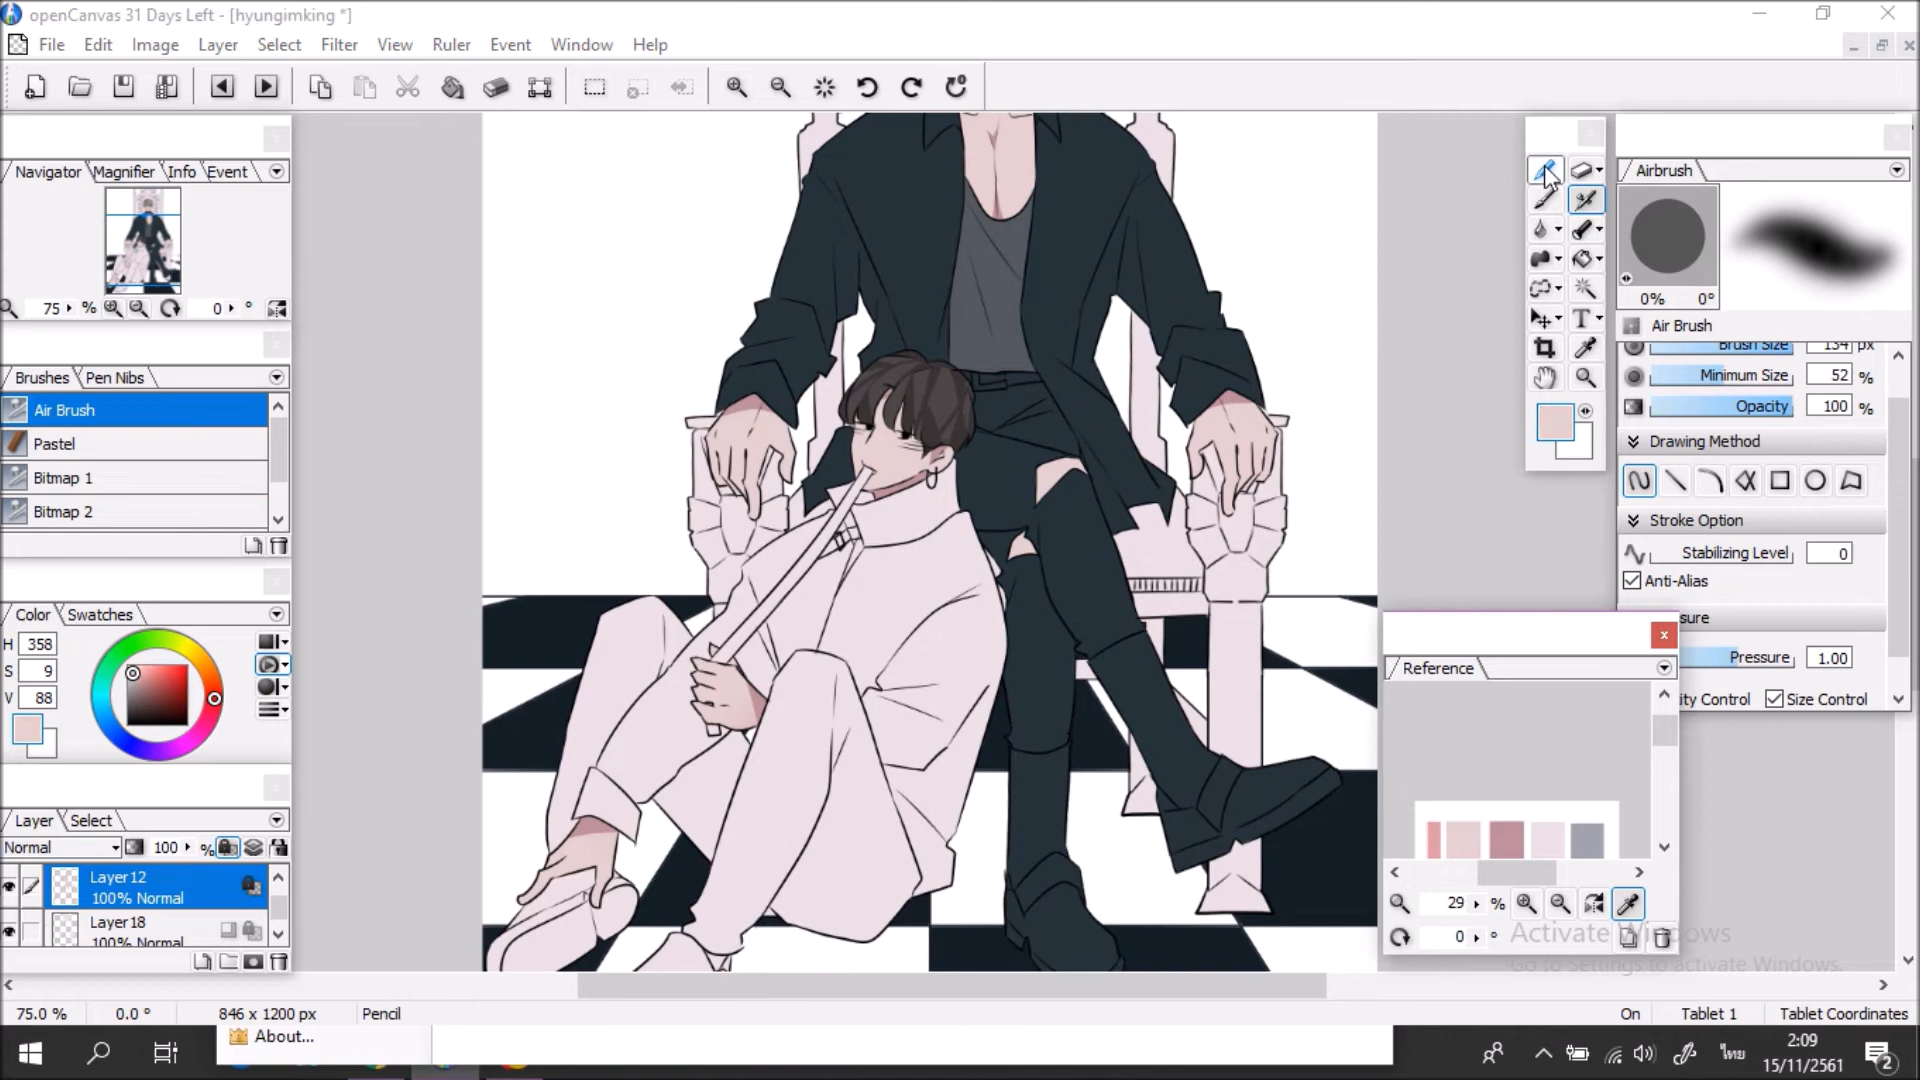 openCanvas 31 Days Left - [hyungimking *]
File Edit Image Layer Select Filter View Ruler Event Window Help
Navigator Magnifier Info Event
75 % 0 °
Brushes Pen Nibs
Air Brush
Pastel
Bitmap 1
Bitmap 2
Color Swatches
H 358
S 9
V 88
Layer Select
Normal 100 %
Layer12
100% Normal
Layer18
100% Normal
Airbrush
0% 0°
Air Brush
Brush Size 134 px
Minimum Size 52 %
Opacity 100 %
Drawing Method
Stroke Option
Stabilizing Level 0
Anti-Alias
sure
Pressure 1.00
ity Control Size Control
Reference
29 %
0 °
Activate Windows
Go to Settings to activate Windows.
75.0 % 0.0 ° 846 x 1200 px Pencil On Tablet 1 Tablet Coordinates
About...
ไทย
2:09
15/11/2561
2